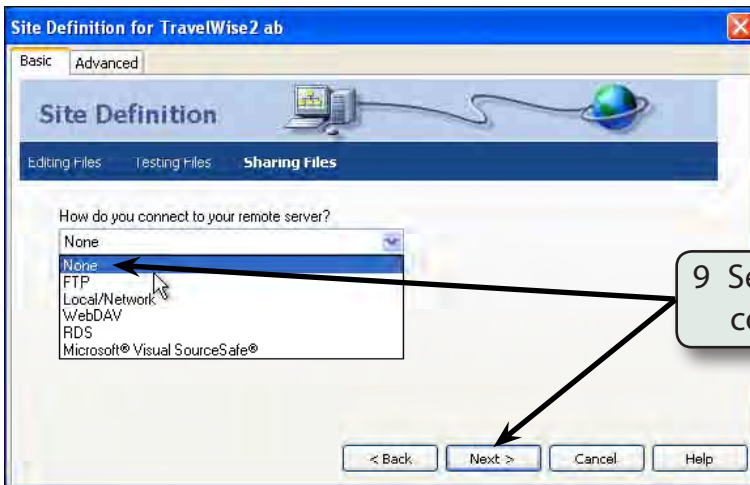 Site Definition for TravelWise2 ab
Basic Advanced
Site Definition
Editing Files Testing Files Sharing Files
How do you connect to your remote server?
None
None
FTP
Local/Network
WebDAV
RDS
Microsoft® Visual SourceSafe®
9
< Back Next > Cancel Help